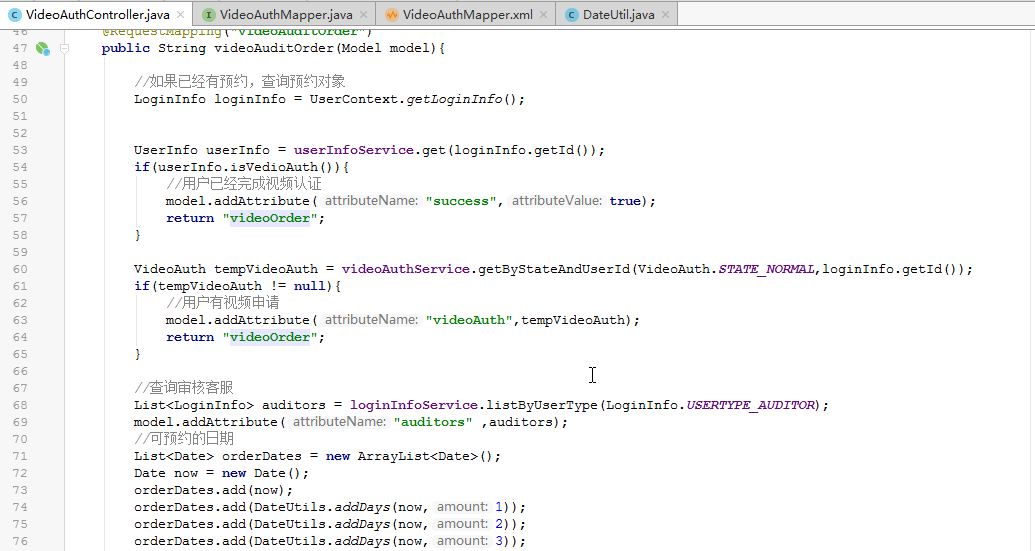 VideoAuthController.java VideoAuthMapper.java VideoAuthMapper.xml DateUtil.java
46 @RequestMapping("videoAuditOrder")
47 public String videoAuditOrder(Model model){
48
49 //如果已经有预约，查询预约对象
50 LoginInfo loginInfo = UserContext.getLoginInfo();
51
52
53 UserInfo userInfo = userInfoService.get(loginInfo.getId());
54 if(userInfo.isVedioAuth()){
55 //用户已经完成视频认证
56 model.addAttribute( attributeName: "success", attributeValue: true);
57 return "videoOrder";
58 }
59
60 VideoAuth tempVideoAuth = videoAuthService.getByStateAndUserId(VideoAuth.STATE_NORMAL,loginInfo.getId());
61 if(tempVideoAuth != null){
62 //用户有视频申请
63 model.addAttribute( attributeName: "videoAuth",tempVideoAuth);
64 return "videoOrder";
65 }
66
67 //查询审核客服
68 List<LoginInfo> auditors = loginInfoService.listByUserType(LoginInfo.USERTYPE_AUDITOR);
69 model.addAttribute( attributeName: "auditors" ,auditors);
70 //可预约的日期
71 List<Date> orderDates = new ArrayList<Date>();
72 Date now = new Date();
73 orderDates.add(now);
74 orderDates.add(DateUtils.addDays(now, amount: 1));
75 orderDates.add(DateUtils.addDays(now, amount: 2));
76 orderDates.add(DateUtils.addDays(now, amount: 3));